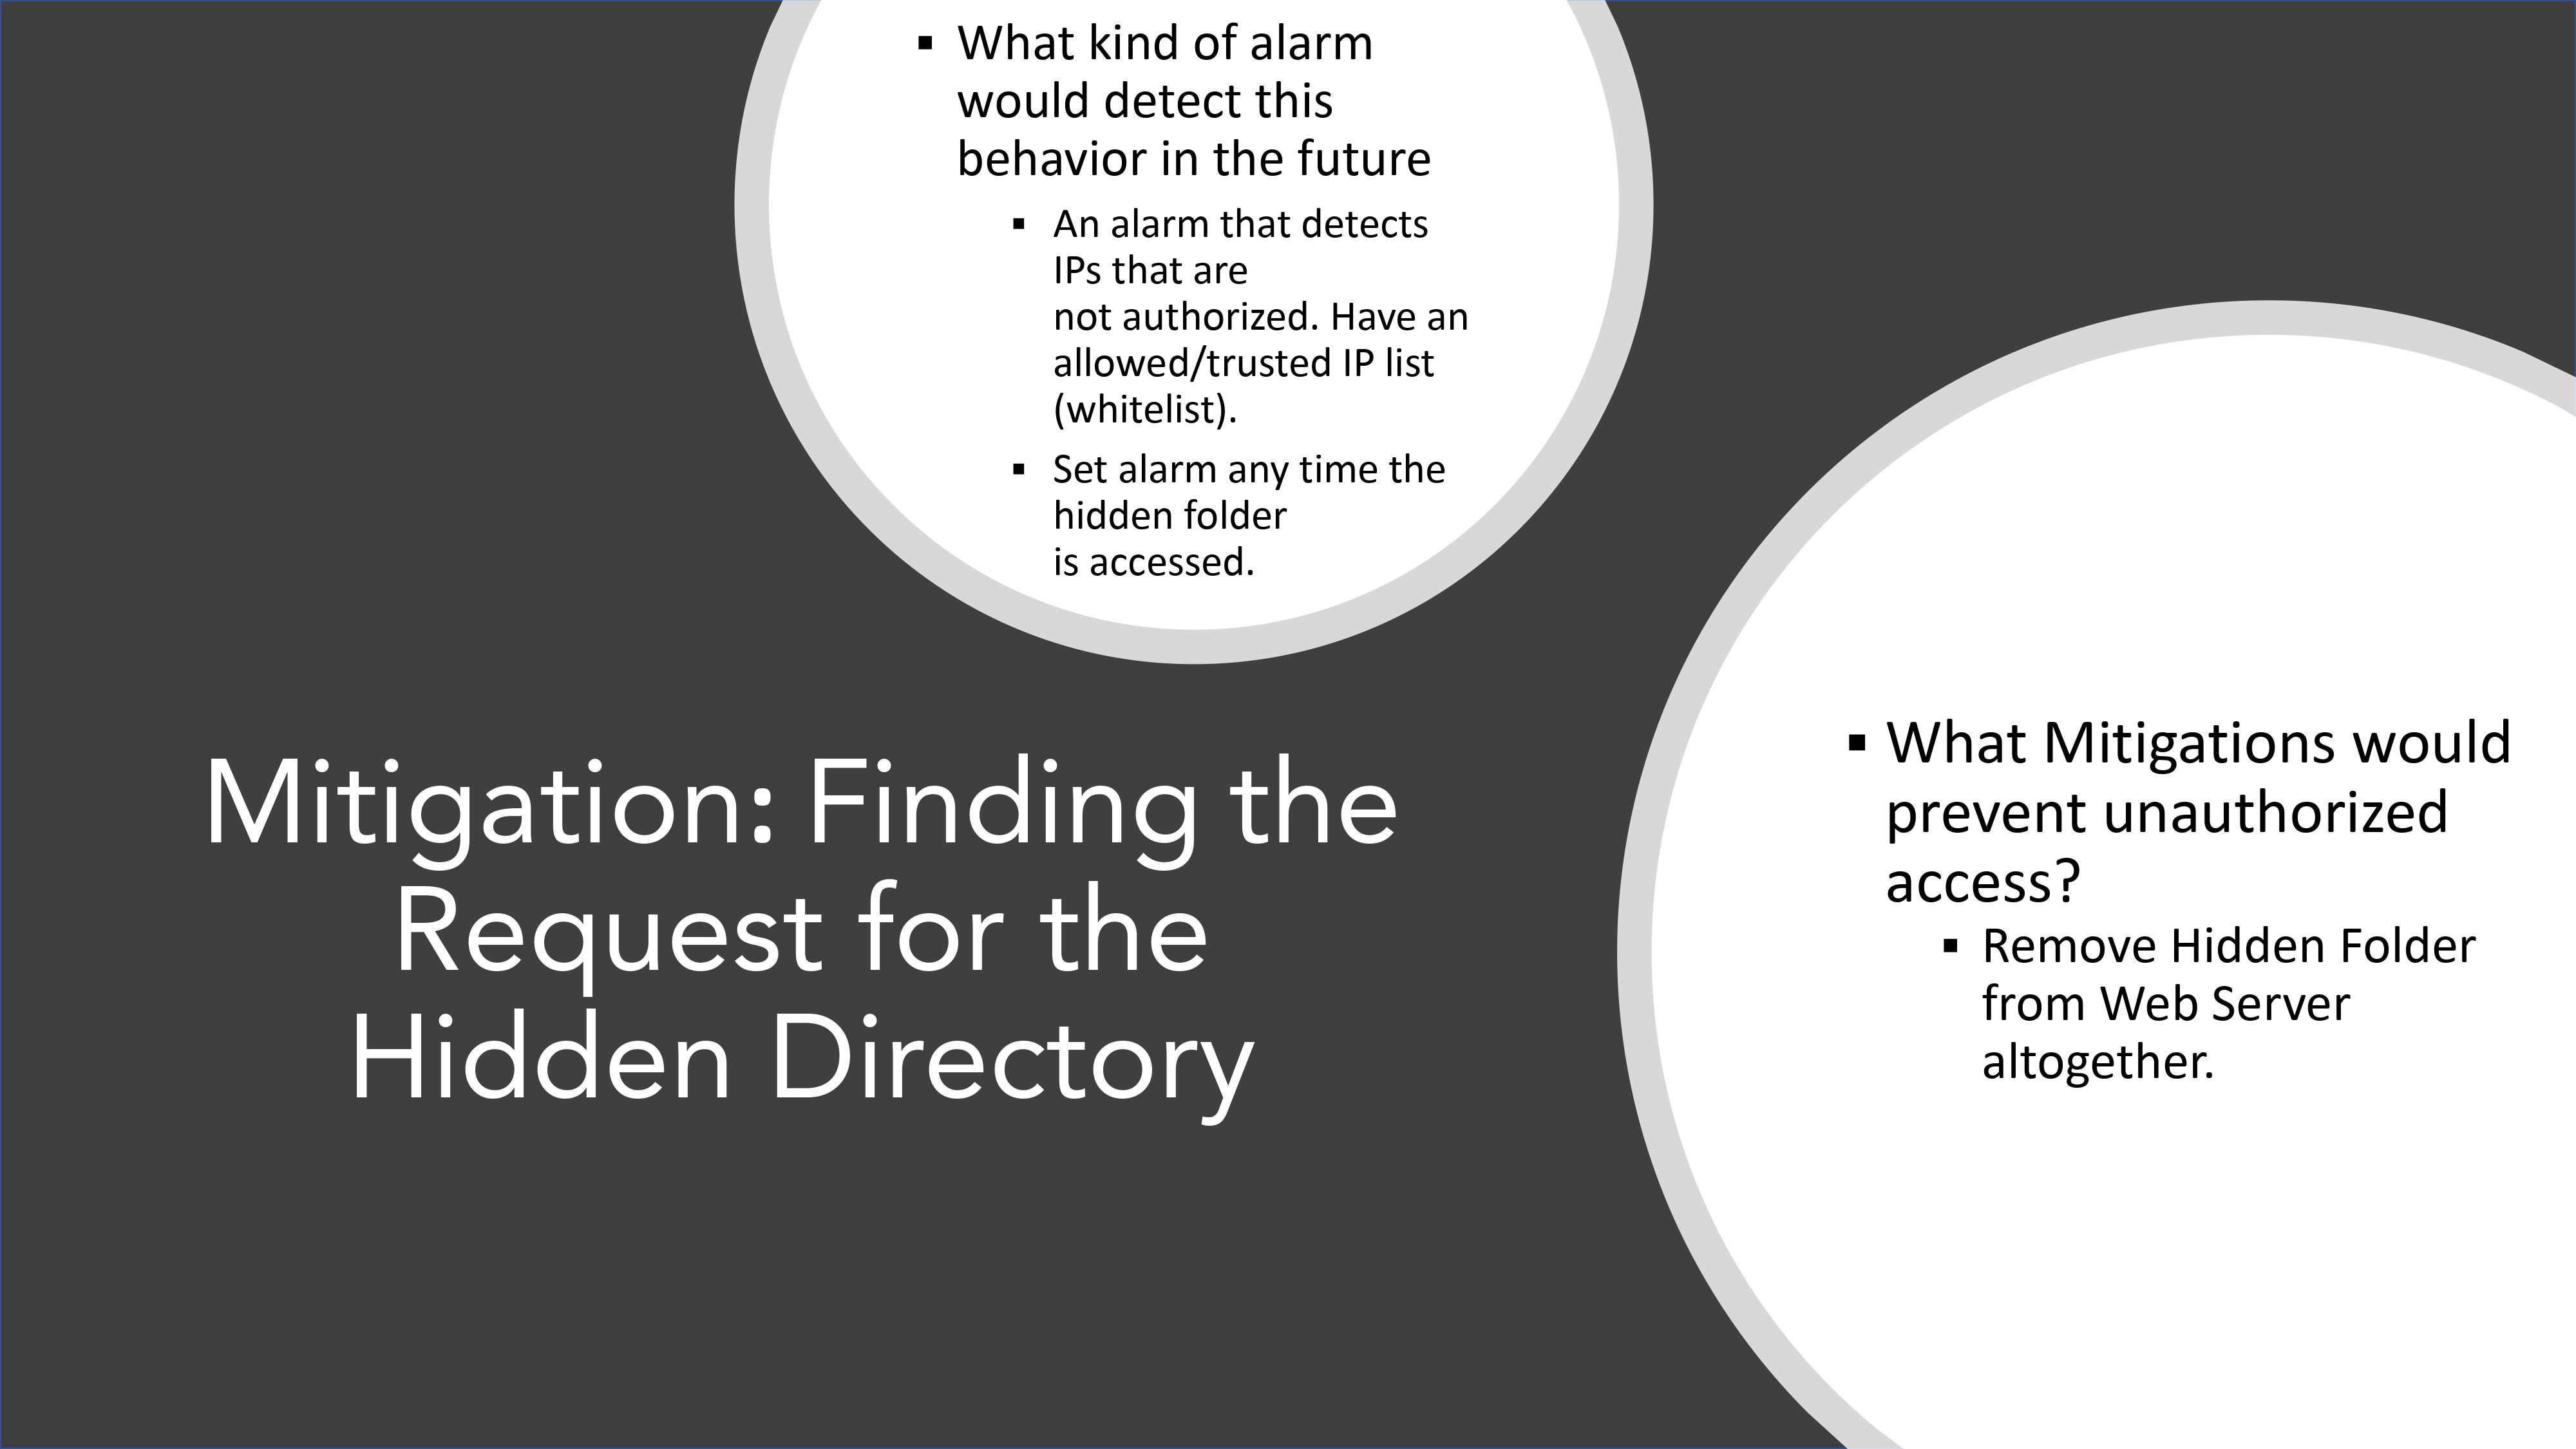 ▪ What kind of alarm
would detect this
behavior in the future
▪ An alarm that detects
IPs that are
not authorized. Have an
allowed/trusted IP list
(whitelist).
▪ Set alarm any time the
hidden folder
is accessed.
Mitigation: Finding the
Request for the
Hidden Directory
▪ What Mitigations would
prevent unauthorized
access?
▪ Remove Hidden Folder
from Web Server
altogether.